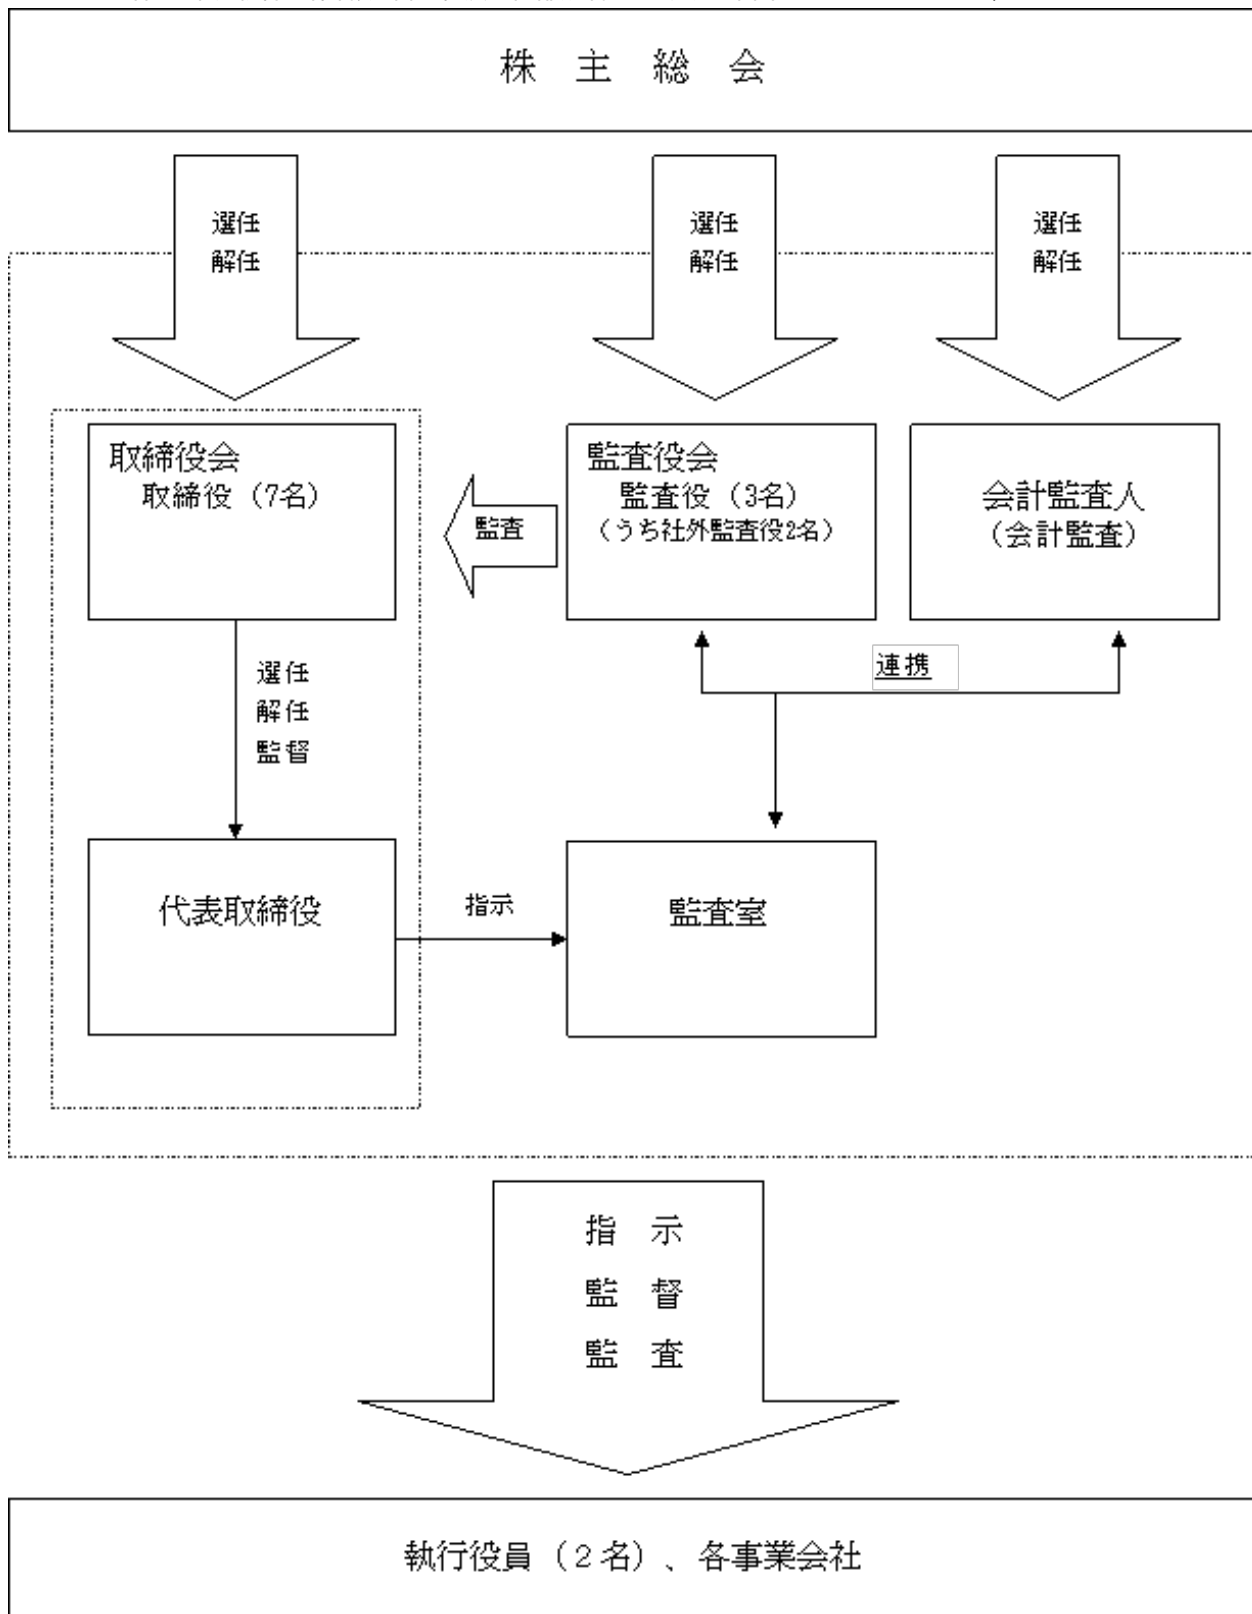 株　主　総　会
選任
解任
選任
解任
選任
解任
取締役会
取締役（7名）
監査
監査役会
監査役（3名）
（うち社外監査役2名）
会計監査人
（会計監査）
選任
解任
監督
連携
代表取締役
指示
監査室
指　示
監　督
監　査
執行役員（２名）、各事業会社